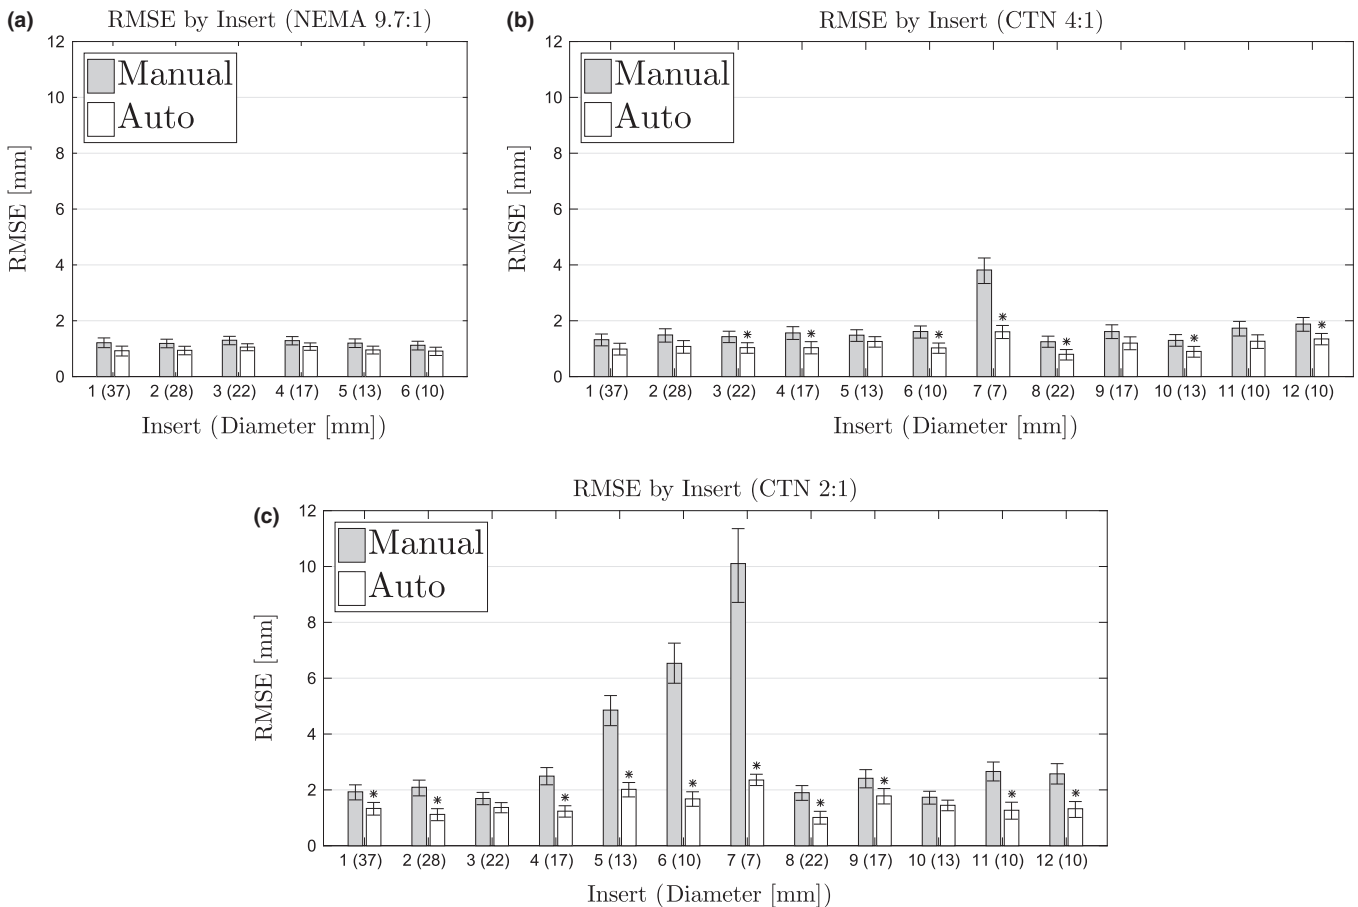 (a)
RMSE by Insert (NEMA 9.7:1)
12
10
8
6
4
2
0
RMSE [mm]
Manual
Auto
1 (37) 2 (28) 3 (22) 4 (17) 5 (13) 6 (10)
Insert (Diameter [mm])
(b)
RMSE by Insert (CTN 4:1)
12
10
8
6
4
2
0
RMSE [mm]
Manual
Auto
* * * * * * *
1 (37) 2 (28) 3 (22) 4 (17) 5 (13) 6 (10) 7 (7) 8 (22) 9 (17) 10 (13) 11 (10) 12 (10)
Insert (Diameter [mm])
(c)
RMSE by Insert (CTN 2:1)
12
10
8
6
4
2
0
RMSE [mm]
Manual
Auto
* * * * * * * * * *
1 (37) 2 (28) 3 (22) 4 (17) 5 (13) 6 (10) 7 (7) 8 (22) 9 (17) 10 (13) 11 (10) 12 (10)
Insert (Diameter [mm])